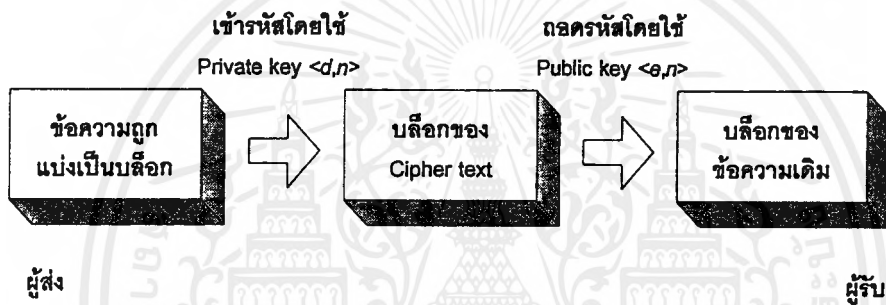 เข้ารหัสโดยใช้
Private key <d,n>
ถอดรหัสโดยใช้
Public key <e,n>
ข้อความถูก
แบ่งเป็นบล็อก
บล็อกของ
Cipher text
บล็อกของ
ข้อความเดิม
ผู้ส่ง
ผู้รับ